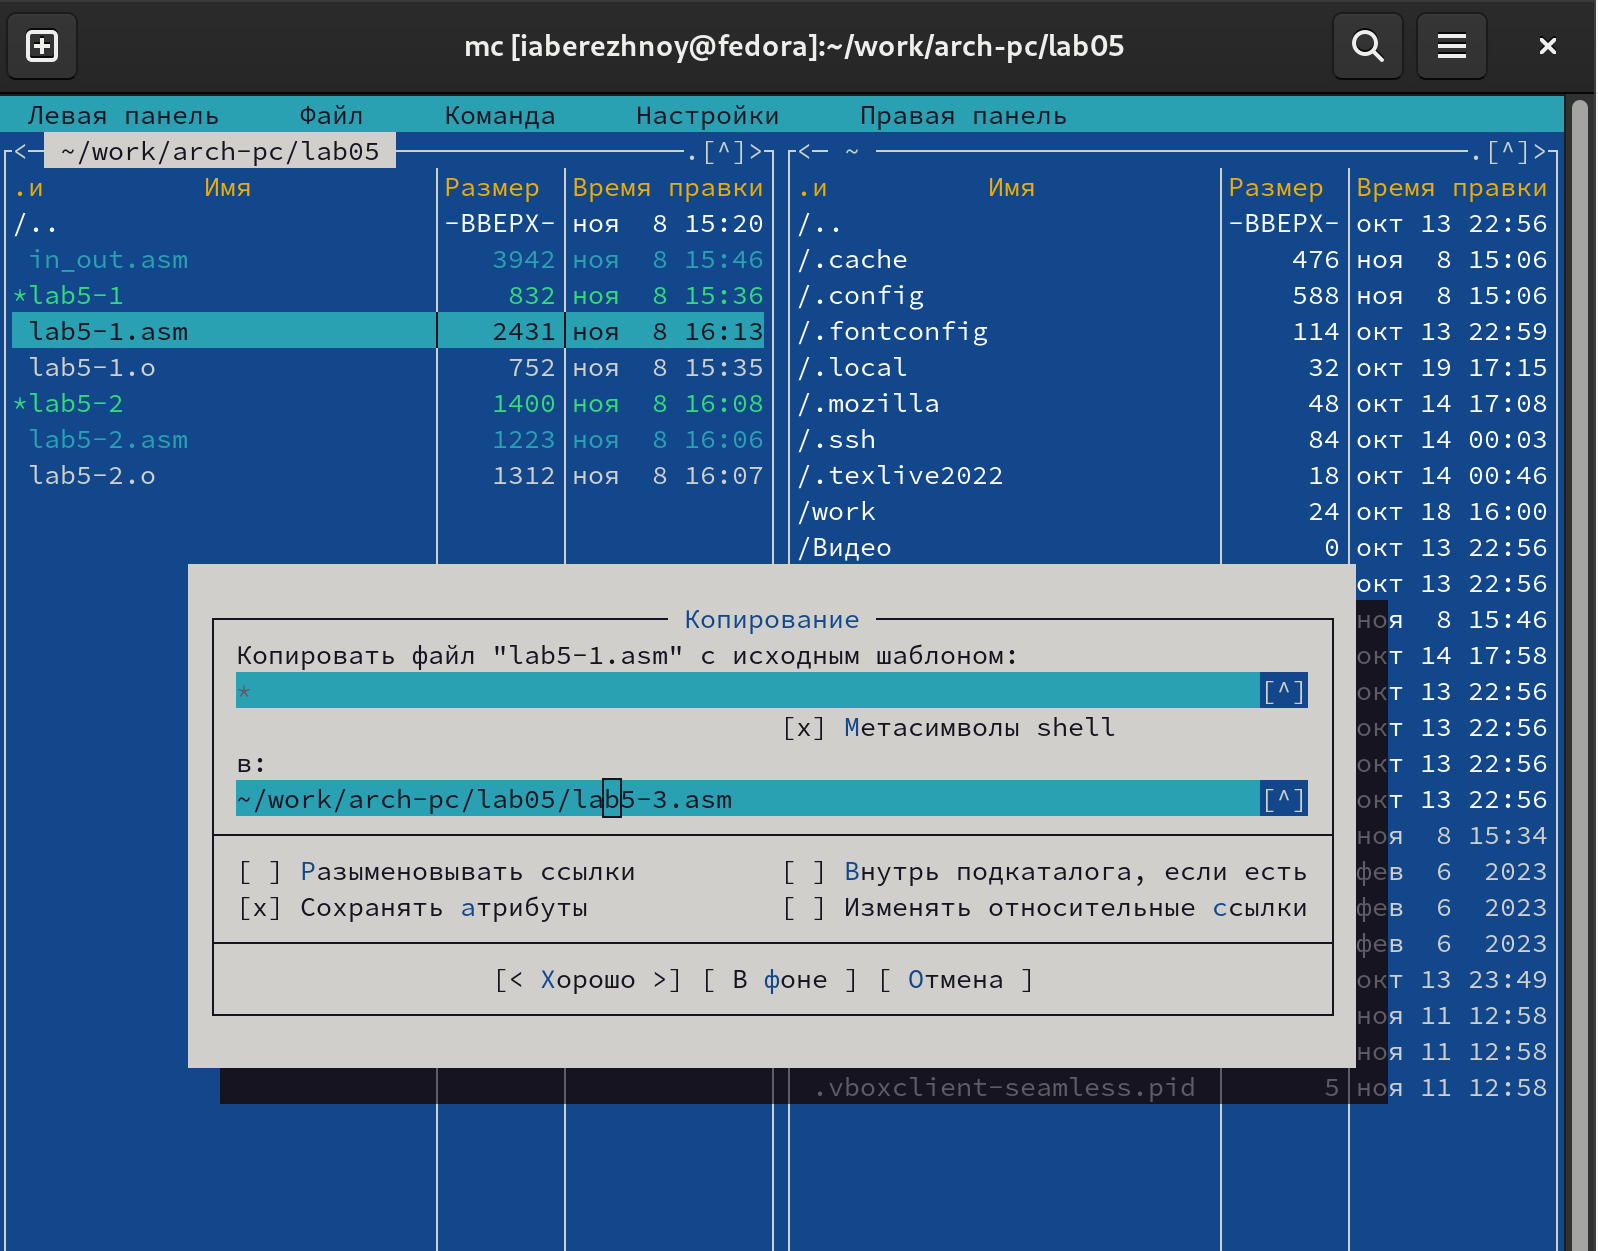 mc [iaberezhnoy@fedora]:~/work/arch-pc/lab05
Левая панель Файл Команда Настройки Правая панель
<─ ~/work/arch-pc/lab05 .[^]> <─ ~ .[^]>
.и Имя Размер Время правки .и Имя Размер Время правки
/.. -ВВЕРХ- ноя 8 15:20 /.. -ВВЕРХ- окт 13 22:56
in_out.asm 3942 ноя 8 15:46 /.cache 476 ноя 8 15:06
*lab5-1 832 ноя 8 15:36 /.config 588 ноя 8 15:06
lab5-1.asm 2431 ноя 8 16:13 /.fontconfig 114 окт 13 22:59
lab5-1.o 752 ноя 8 15:35 /.local 32 окт 19 17:15
*lab5-2 1400 ноя 8 16:08 /.mozilla 48 окт 14 17:08
lab5-2.asm 1223 ноя 8 16:06 /.ssh 84 окт 14 00:03
lab5-2.o 1312 ноя 8 16:07 /.texlive2022 18 окт 14 00:46
/work 24 окт 18 16:00
/Видео 0 окт 13 22:56
окт 13 22:56
Копирование ноя 8 15:46
Копировать файл "lab5-1.asm" с исходным шаблоном: окт 14 17:58
* [^] окт 13 22:56
[x] Метасимволы shell окт 13 22:56
в: окт 13 22:56
~/work/arch-pc/lab05/lab5-3.asm [^] окт 13 22:56
ноя 8 15:34
[ ] Разыменовывать ссылки [ ] Внутрь подкаталога, если есть фев 6 2023
[x] Сохранять атрибуты [ ] Изменять относительные ссылки фев 6 2023
фев 6 2023
[< Хорошо >] [ В фоне ] [ Отмена ] окт 13 23:49
ноя 11 12:58
ноя 11 12:58
.vboxclient-seamless.pid 5 ноя 11 12:58